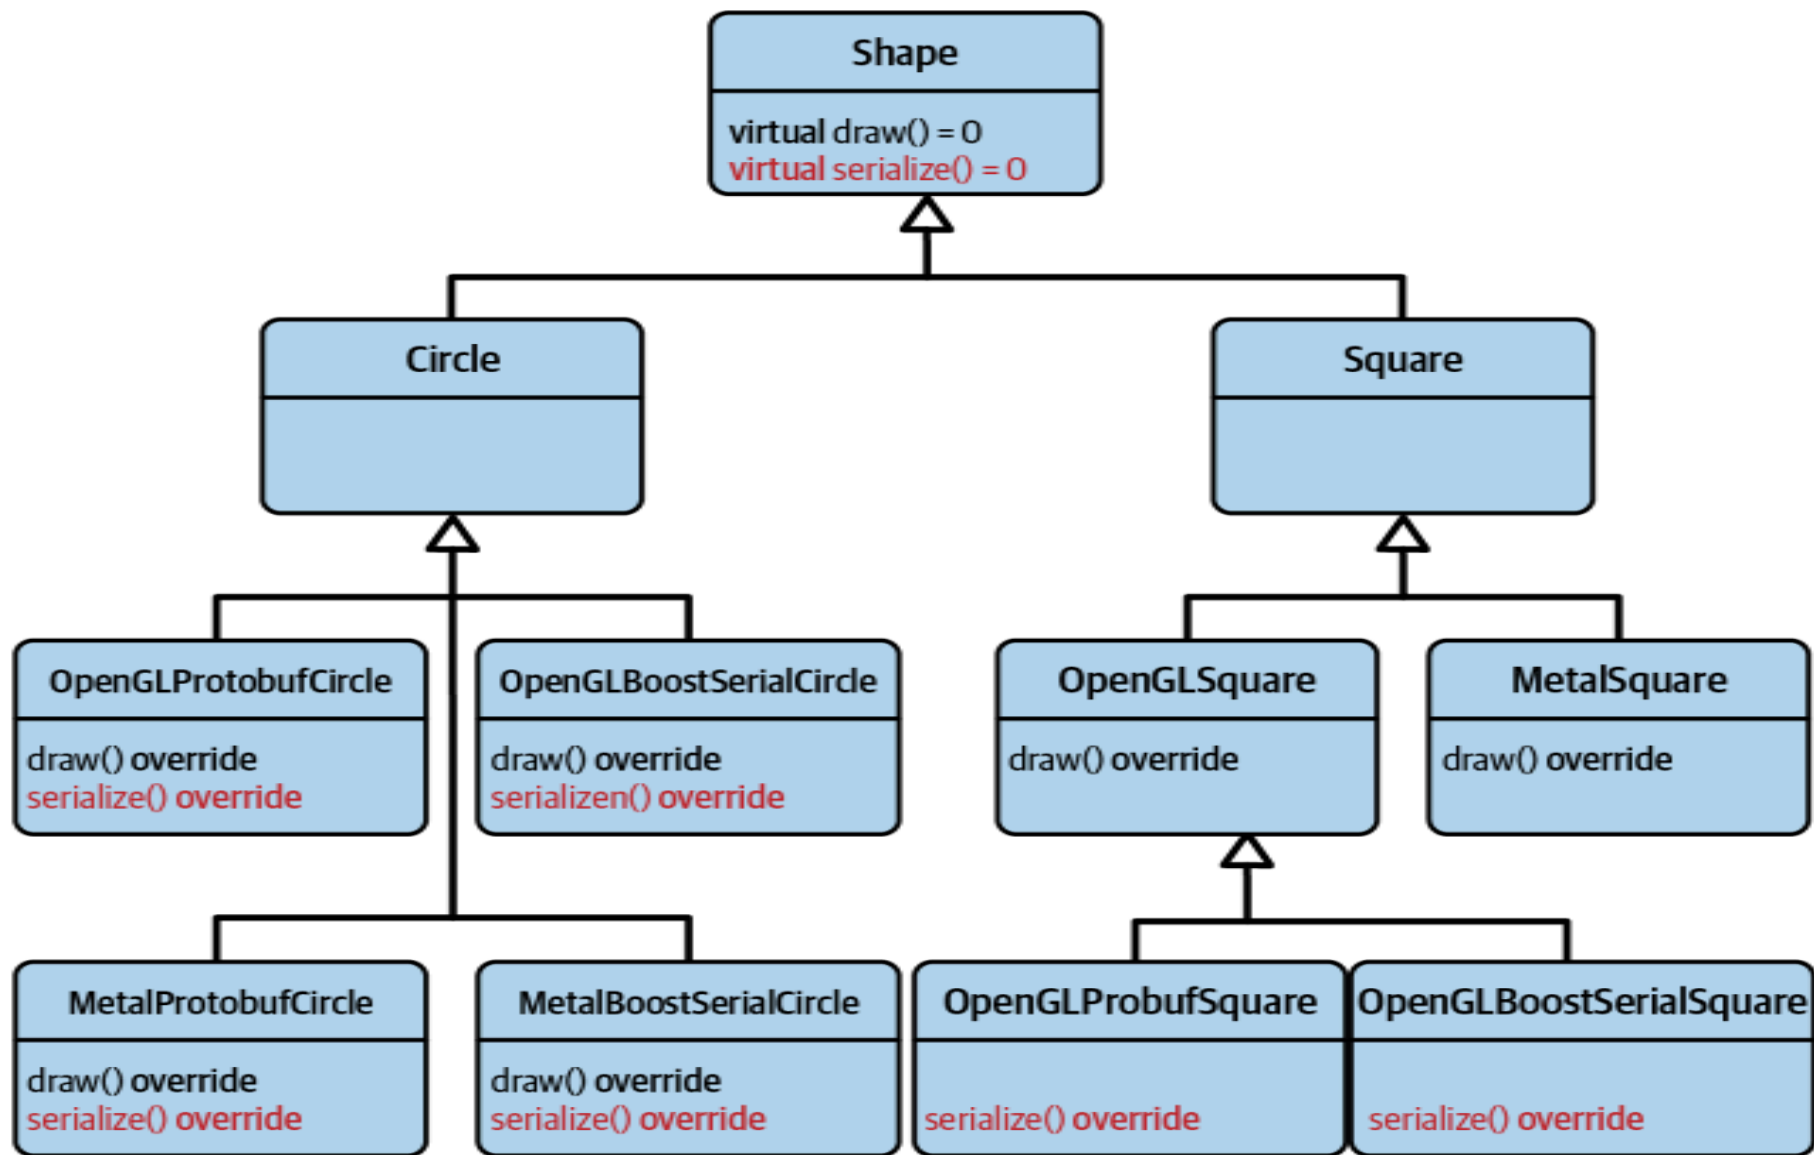 Shape
virtual draw() = 0
virtual serialize() = 0
Circle
Square
OpenGLProtobufCircle
draw() override
serialize() override
OpenGLBoostSerialCircle
draw() override
serializen() override
OpenGLSquare
draw() override
MetalSquare
draw() override
MetalProtobufCircle
draw() override
serialize() override
MetalBoostSerialCircle
draw() override
serialize() override
OpenGLProbufSquare
serialize() override
OpenGLBoostSerialSquare
serialize() override